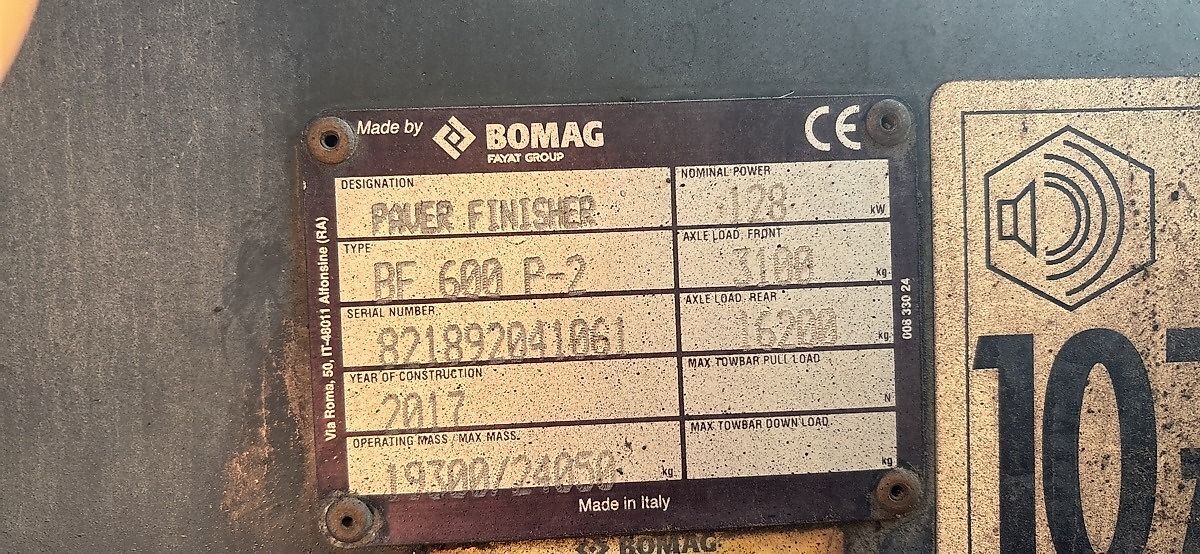 Made by BOMAG
FAYAT GROUP
CE
DESIGNATION
PAVER FINISHER
NOMINAL POWER
128 kW
TYPE
BF 600 P-2
AXLE LOAD, FRONT
3100 kg
SERIAL NUMBER
821892041061
AXLE LOAD, REAR
16200 kg
YEAR OF CONSTRUCTION
2017
MAX TOWBAR PULL LOAD
N
OPERATING MASS / MAX MASS
19300/24050 kg
MAX TOWBAR DOWN LOAD
kg
Made in Italy
Via Roma, 50, IT-48011 Alfonsine (RA)
008 330 24
107
BOMAG